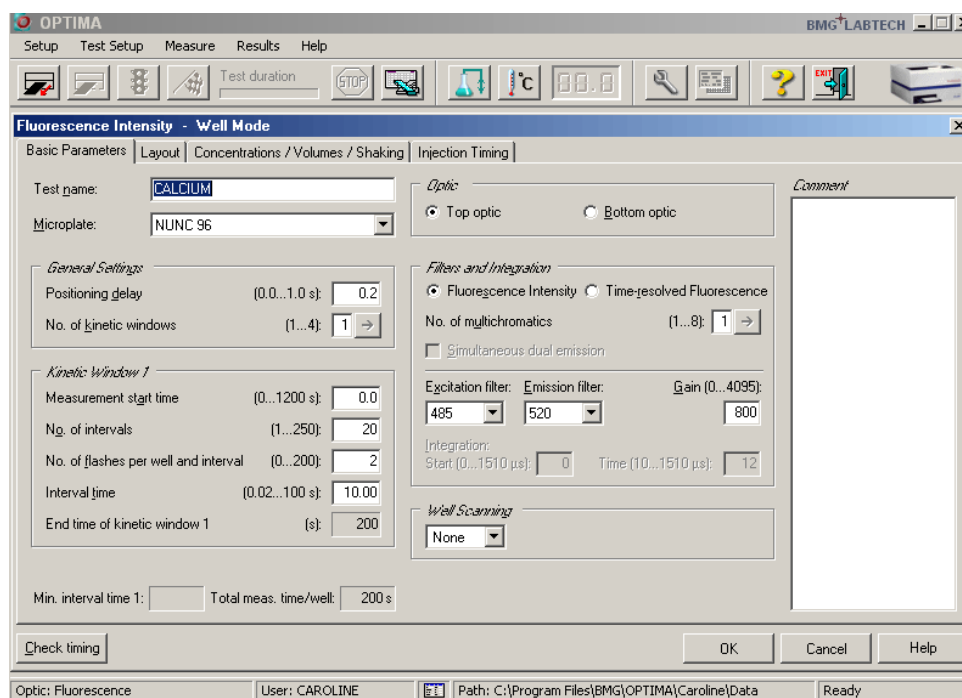 OPTIMA BMG LABTECH
Setup Test Setup Measure Results Help
Test duration STOP °C 00.0 ? EXIT
Fluorescence Intensity - Well Mode
Basic Parameters Layout Concentrations / Volumes / Shaking Injection Timing
Test name: CALCIUM
Microplate: NUNC 96
General Settings
Positioning delay (0.0...1.0 s): 0.2
No. of kinetic windows (1...4): 1
Kinetic Window 1
Measurement start time (0...1200 s): 0.0
No. of intervals (1...250): 20
No. of flashes per well and interval (0...200): 2
Interval time (0.02...100 s): 10.00
End time of kinetic window 1 (s): 200
Min. interval time 1: Total meas. time/well: 200 s
Optic
Top optic Bottom optic
Filters and Integration
Fluorescence Intensity Time-resolved Fluorescence
No. of multichromatics (1...8): 1
Simultaneous dual emission
Excitation filter: Emission filter: Gain (0...4095):
485 520 800
Integration:
Start (0...1510 µs): 0 Time (10...1510 µs): 12
Well Scanning
None
Comment
Check timing OK Cancel Help
Optic: Fluorescence User: CAROLINE Path: C:\Program Files\BMG\OPTIMA\Caroline\Data Ready